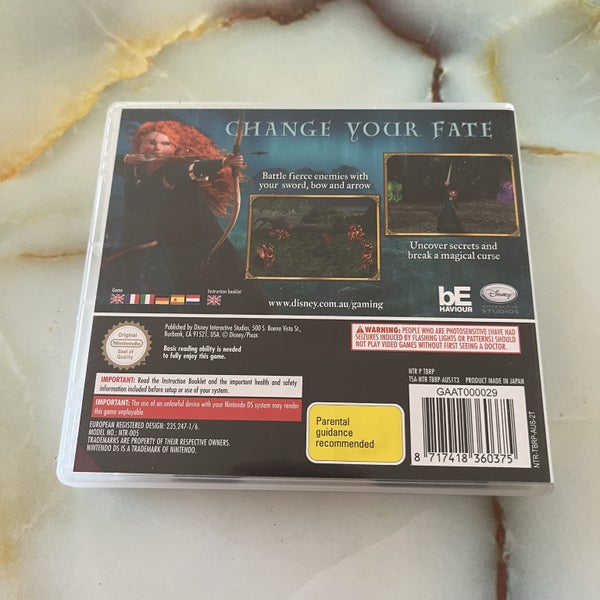 CHANGE YOUR FATE
Battle fierce enemies with
your sword, bow and arrow
Uncover secrets and
break a magical curse
Game
Instruction booklet
www.disney.com.au/gaming
bE
HAVIOUR
Disney
INTERACTIVE
STUDIOS
Original
Nintendo
Seal of
Quality
Published by Disney Interactive Studios, 500 S. Buena Vista St.,
Burbank, CA 91521, USA. © Disney/Pixar.
Basic reading ability is needed
to fully enjoy this game.
WARNING: PEOPLE WHO ARE PHOTOSENSITIVE (HAVE HAD
SEIZURES INDUCED BY FLASHING LIGHTS OR PATTERNS) SHOULD
NOT PLAY VIDEO GAMES WITHOUT FIRST SEEING A DOCTOR.
IMPORTANT: Read the Instruction Booklet and the important health and safety
information included before setup or use of your system.
IMPORTANT: The use of an unlawful device with your Nintendo DS system may render
this game unplayable.
EUROPEAN REGISTERED DESIGN: 235,247-1/6.
MODEL NO.: NTR-005
TRADEMARKS ARE PROPERTY OF THEIR RESPECTIVE OWNERS.
NINTENDO DS IS A TRADEMARK OF NINTENDO.
Parental
guidance
recommended
NTR P TBRP
TSA-NTR-TBRP-AUS1T3 PRODUCT MADE IN JAPAN
GAAT000029
8 717418 360375
NTR-TBRP-AUS-2T